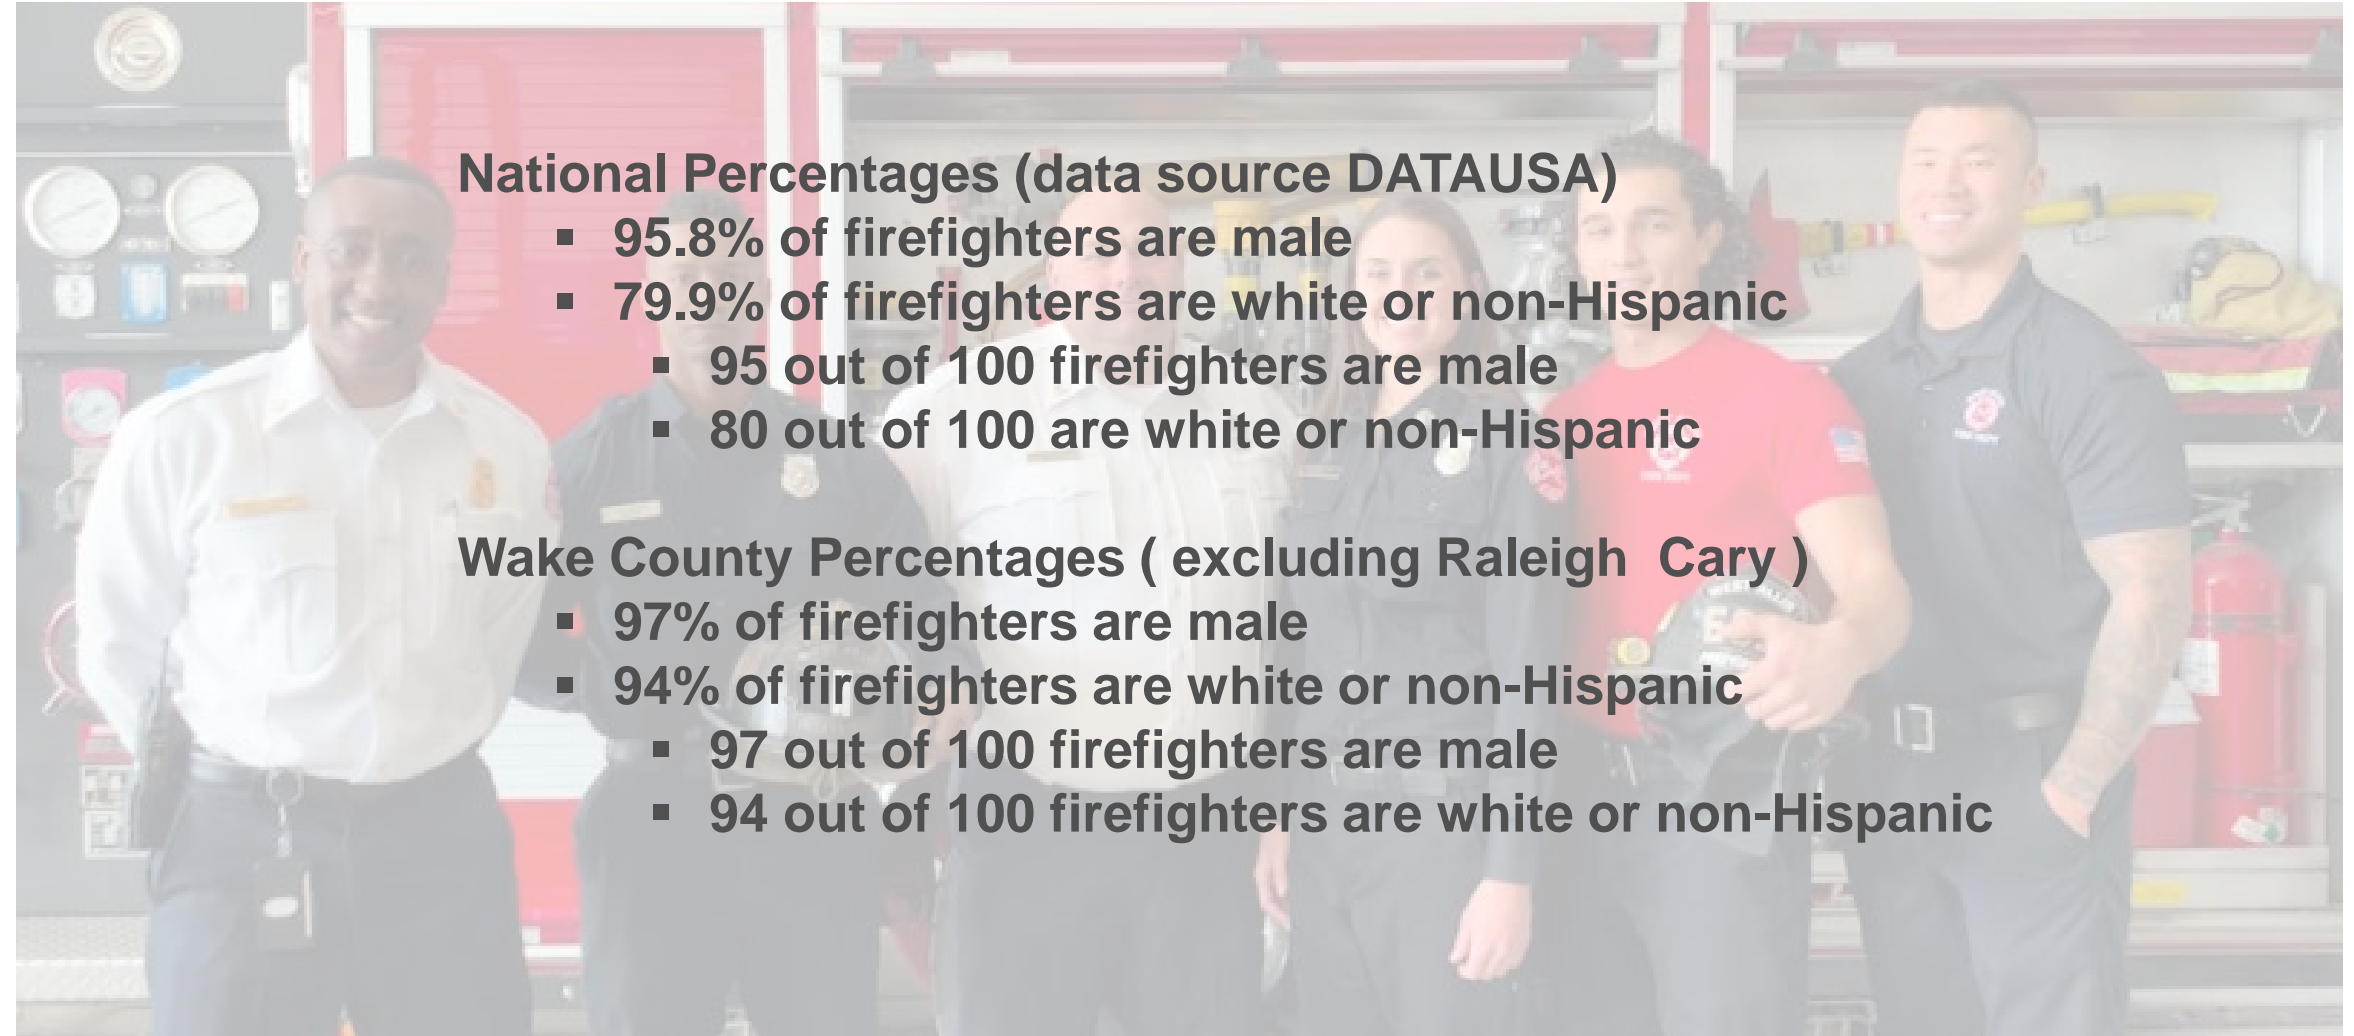 National Percentages (data source DATAUSA)
▪ 95.8% of firefighters are male
▪ 79.9% of firefighters are white or non-Hispanic
▪ 95 out of 100 firefighters are male
▪ 80 out of 100 are white or non-Hispanic
Wake County Percentages ( excluding Raleigh  Cary )
▪ 97% of firefighters are male
▪ 94% of firefighters are white or non-Hispanic
▪ 97 out of 100 firefighters are male
▪ 94 out of 100 firefighters are white or non-Hispanic